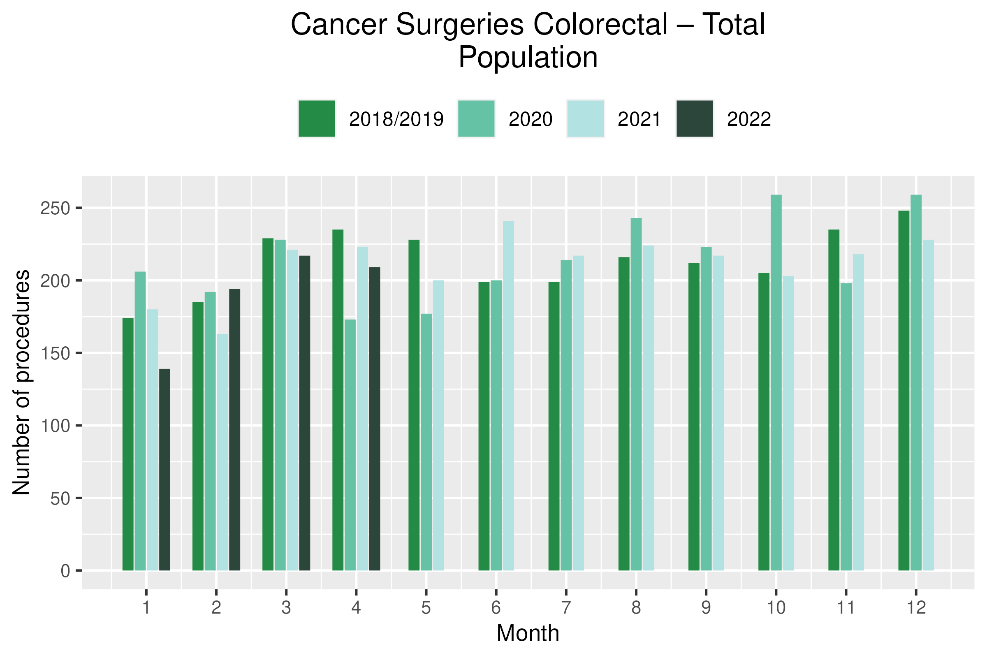 Cancer Surgeries Colorectal – Total
Population
2018/2019 2020 2021 2022
Number of procedures
250
200
150
100
50
0
1 2 3 4 5 6 7 8 9 10 11 12
Month